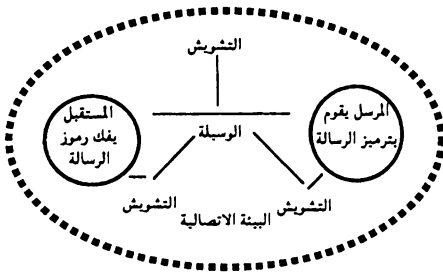 التشويش
المرسل يقوم
بترميز الرسالة
الوسيلة
المستقبل
يفك رموز
الرسالة
التشويش
البيئة الاتصالية
التشويش